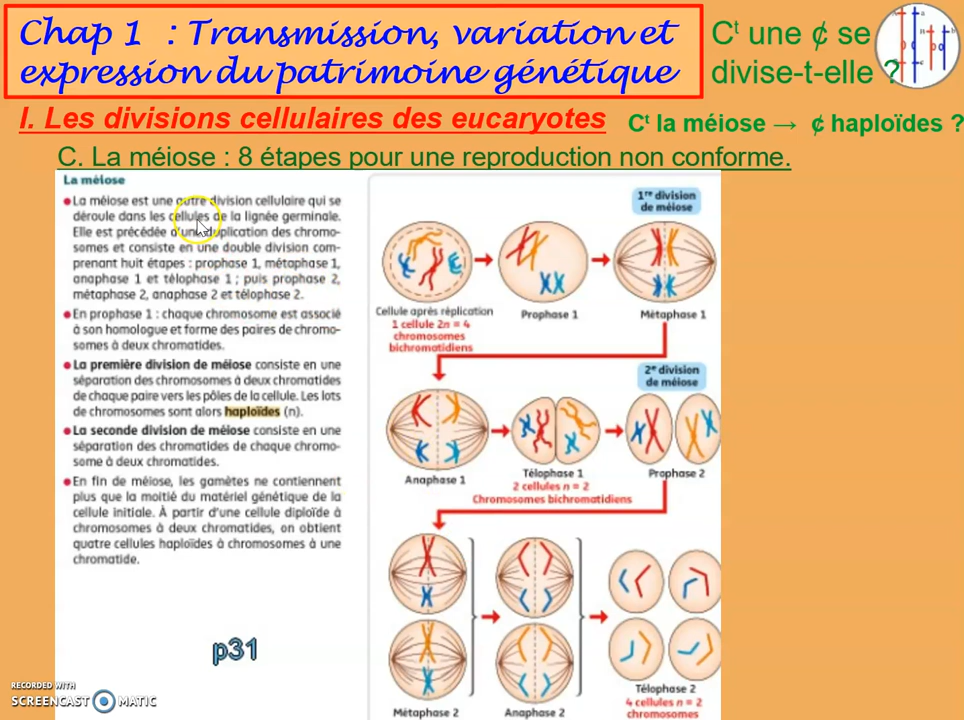 Chap 1 : Transmission, variation et
expression du patrimoine génétique
Cᵗ une ¢ se
divise-t-elle ?
I. Les divisions cellulaires des eucaryotes
Cᵗ la méiose → ¢ haploïdes ?
C. La méiose : 8 étapes pour une reproduction non conforme.
La méiose
• La méiose est une autre division cellulaire qui se
déroule dans les cellules de la lignée germinale.
Elle est précédée d'une duplication des chromo-
somes et consiste en une double division com-
prenant huit étapes : prophase 1, métaphase 1,
anaphase 1 et télophase 1 ; puis prophase 2,
métaphase 2, anaphase 2 et télophase 2.
• En prophase 1 : chaque chromosome est associé
à son homologue et forme des paires de chromo-
somes à deux chromatides.
• La première division de méiose consiste en une
séparation des chromosomes à deux chromatides
de chaque paire vers les pôles de la cellule. Les lots
de chromosomes sont alors haploïdes (n).
• La seconde division de méiose consiste en une
séparation des chromatides de chaque chromo-
some à deux chromatides.
• En fin de méiose, les gamètes ne contiennent
plus que la moitié du matériel génétique de la
cellule initiale. À partir d'une cellule diploïde à
chromosomes à deux chromatides, on obtient
quatre cellules haploïdes à chromosomes à une
chromatide.
p31
1ʳᵉ division
de méiose
Cellule après réplication
1 cellule 2n = 4
chromosomes
bichromatidiens
Prophase 1
Métaphase 1
2ᵉ division
de méiose
Anaphase 1
Télophase 1
2 cellules n = 2
Chromosomes bichromatidiens
Prophase 2
Métaphase 2
Anaphase 2
Télophase 2
4 cellules n = 2
chromosomes
RECORDED WITH
SCREENCAST MATIC